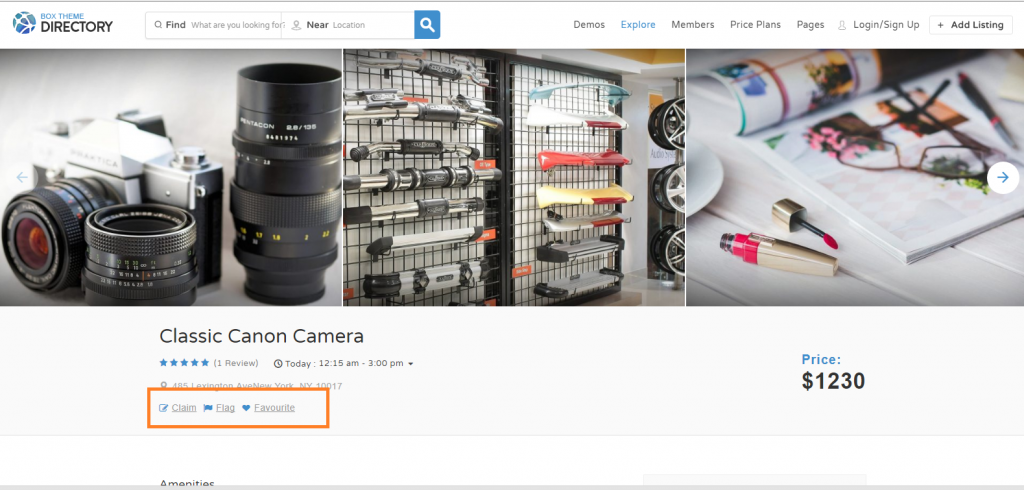 BOX THEME
DIRECTORY
Find What are you looking for?
Near Location
Demos Explore Members Price Plans Pages Login/Sign Up + Add Listing
PRAKTICA
PENTACON 2.8/135
8401974
Classic Canon Camera
(1 Review) Today : 12:15 am - 3:00 pm
485 Lexington AveNew York, NY 10017
Claim Flag Favourite
Price:
$1230
Amenities